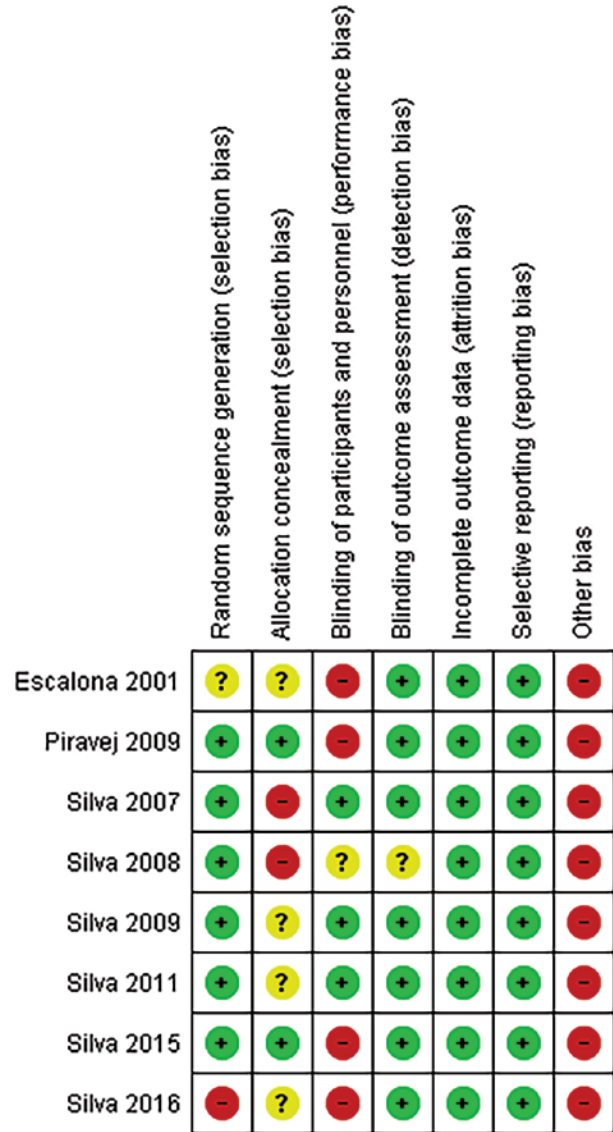 Random sequence generation (selection bias)
Allocation concealment (selection bias)
Blinding of participants and personnel (performance bias)
Blinding of outcome assessment (detection bias)
Incomplete outcome data (attrition bias)
Selective reporting (reporting bias)
Other bias
Escalona 2001 ? ? - + + + -
Piravej 2009 + + - + + + -
Silva 2007 + - + + + + -
Silva 2008 + - ? ? + + -
Silva 2009 + ? + + + + -
Silva 2011 + ? + + + + -
Silva 2015 + + - + + + -
Silva 2016 - ? - + + + -